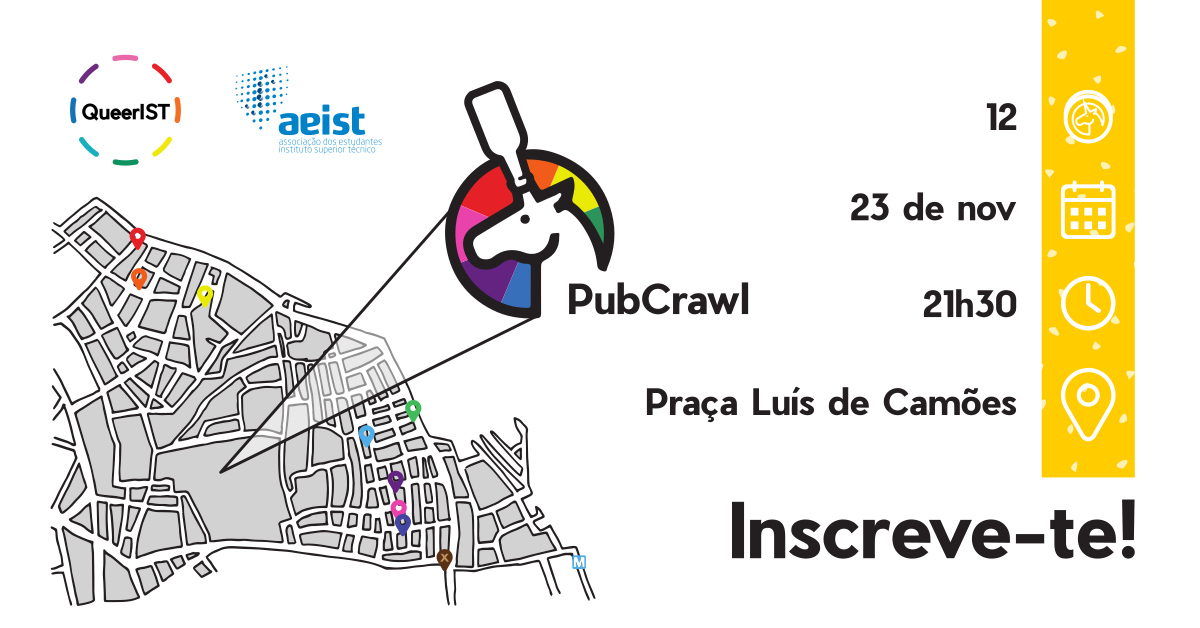 QueerIST
aeist
associação dos estudantes
instituto superior técnico
PubCrawl
12
23 de nov
21h30
Praça Luís de Camões
Inscreve-te!
X
M